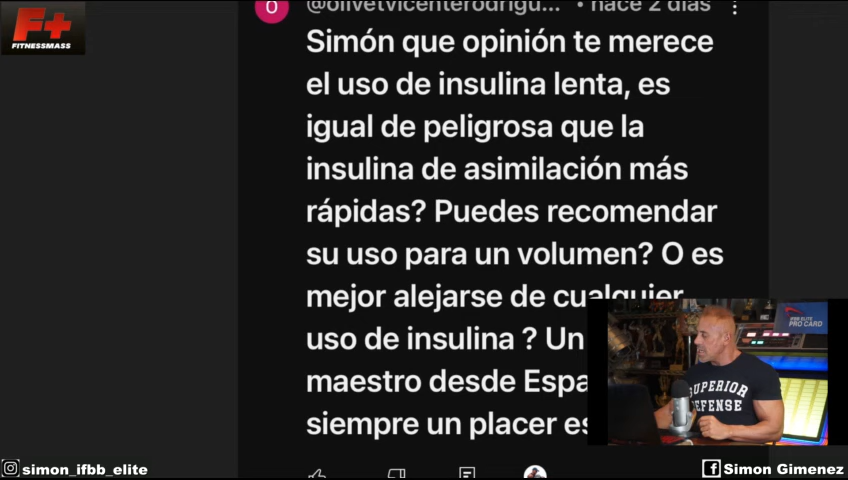 @olivetvicenterodrigu... • hace 2 días
O
F+
FITNESSMASS
Simón que opinión te merece
el uso de insulina lenta, es
igual de peligrosa que la
insulina de asimilación más
rápidas? Puedes recomendar
su uso para un volumen? O es
mejor alejarse de cualquier
uso de insulina ? Un
maestro desde Espa
siempre un placer es
IFBB ELITE
PRO CARD
SUPERIOR
DEFENSE
simon_ifbb_elite
Simon Gimenez